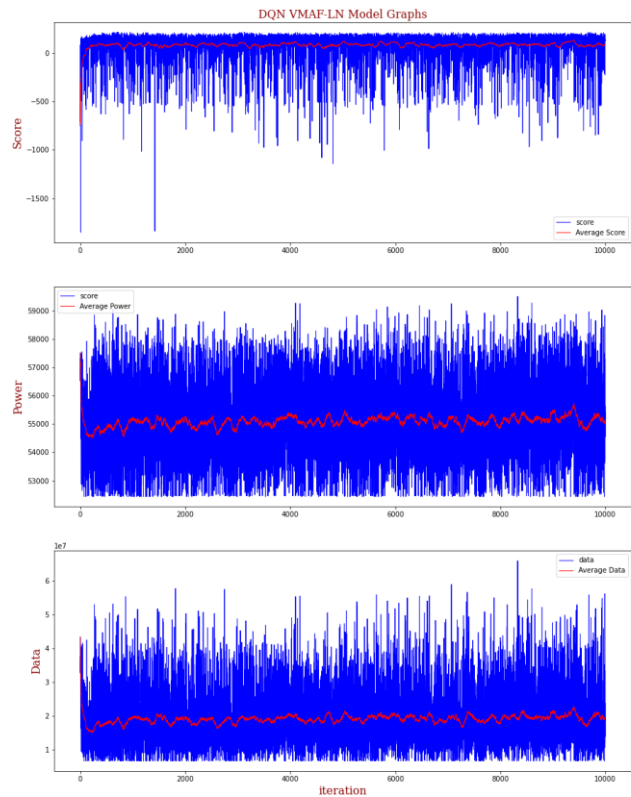 DQN VMAF-LN Model Graphs
Score
0
−500
−1000
−1500
score
Average Score
0
2000
4000
6000
8000
10000
Power
59000
58000
57000
56000
55000
54000
53000
score
Average Power
0
2000
4000
6000
8000
10000
1e7
Data
6
5
4
3
2
1
data
Average Data
0
2000
4000
6000
8000
10000
iteration